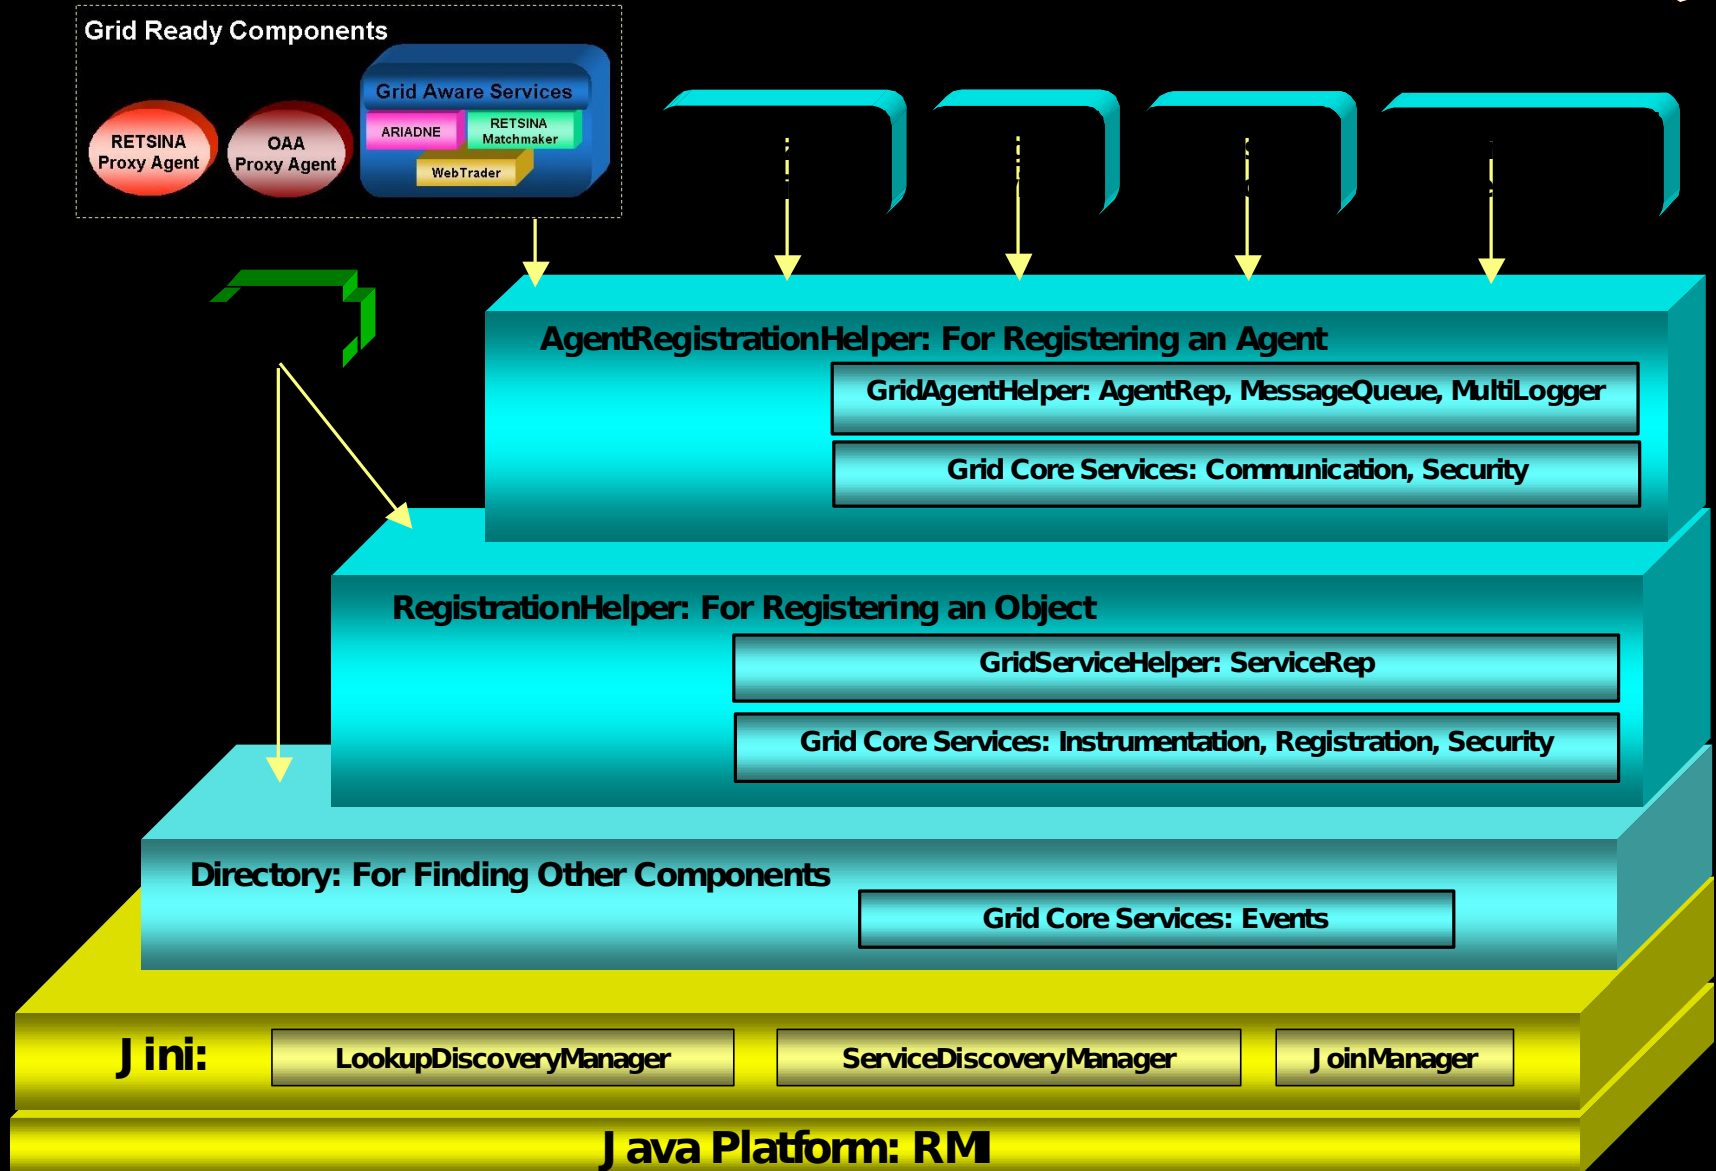 Grid Ready Components
Grid Aware Services
ARIADNE
RETSINA
Matchmaker
WebTrader
RETSINA
Proxy Agent
OAA
Proxy Agent
AgentRegistrationHelper: For Registering an Agent
GridAgentHelper: AgentRep, MessageQueue, MultiLogger
Grid Core Services: Communication, Security
RegistrationHelper: For Registering an Object
GridServiceHelper: ServiceRep
Grid Core Services: Instrumentation, Registration, Security
Directory: For Finding Other Components
Grid Core Services: Events
Jini:
LookupDiscoveryManager
ServiceDiscoveryManager
JoinManager
Java Platform: RMI